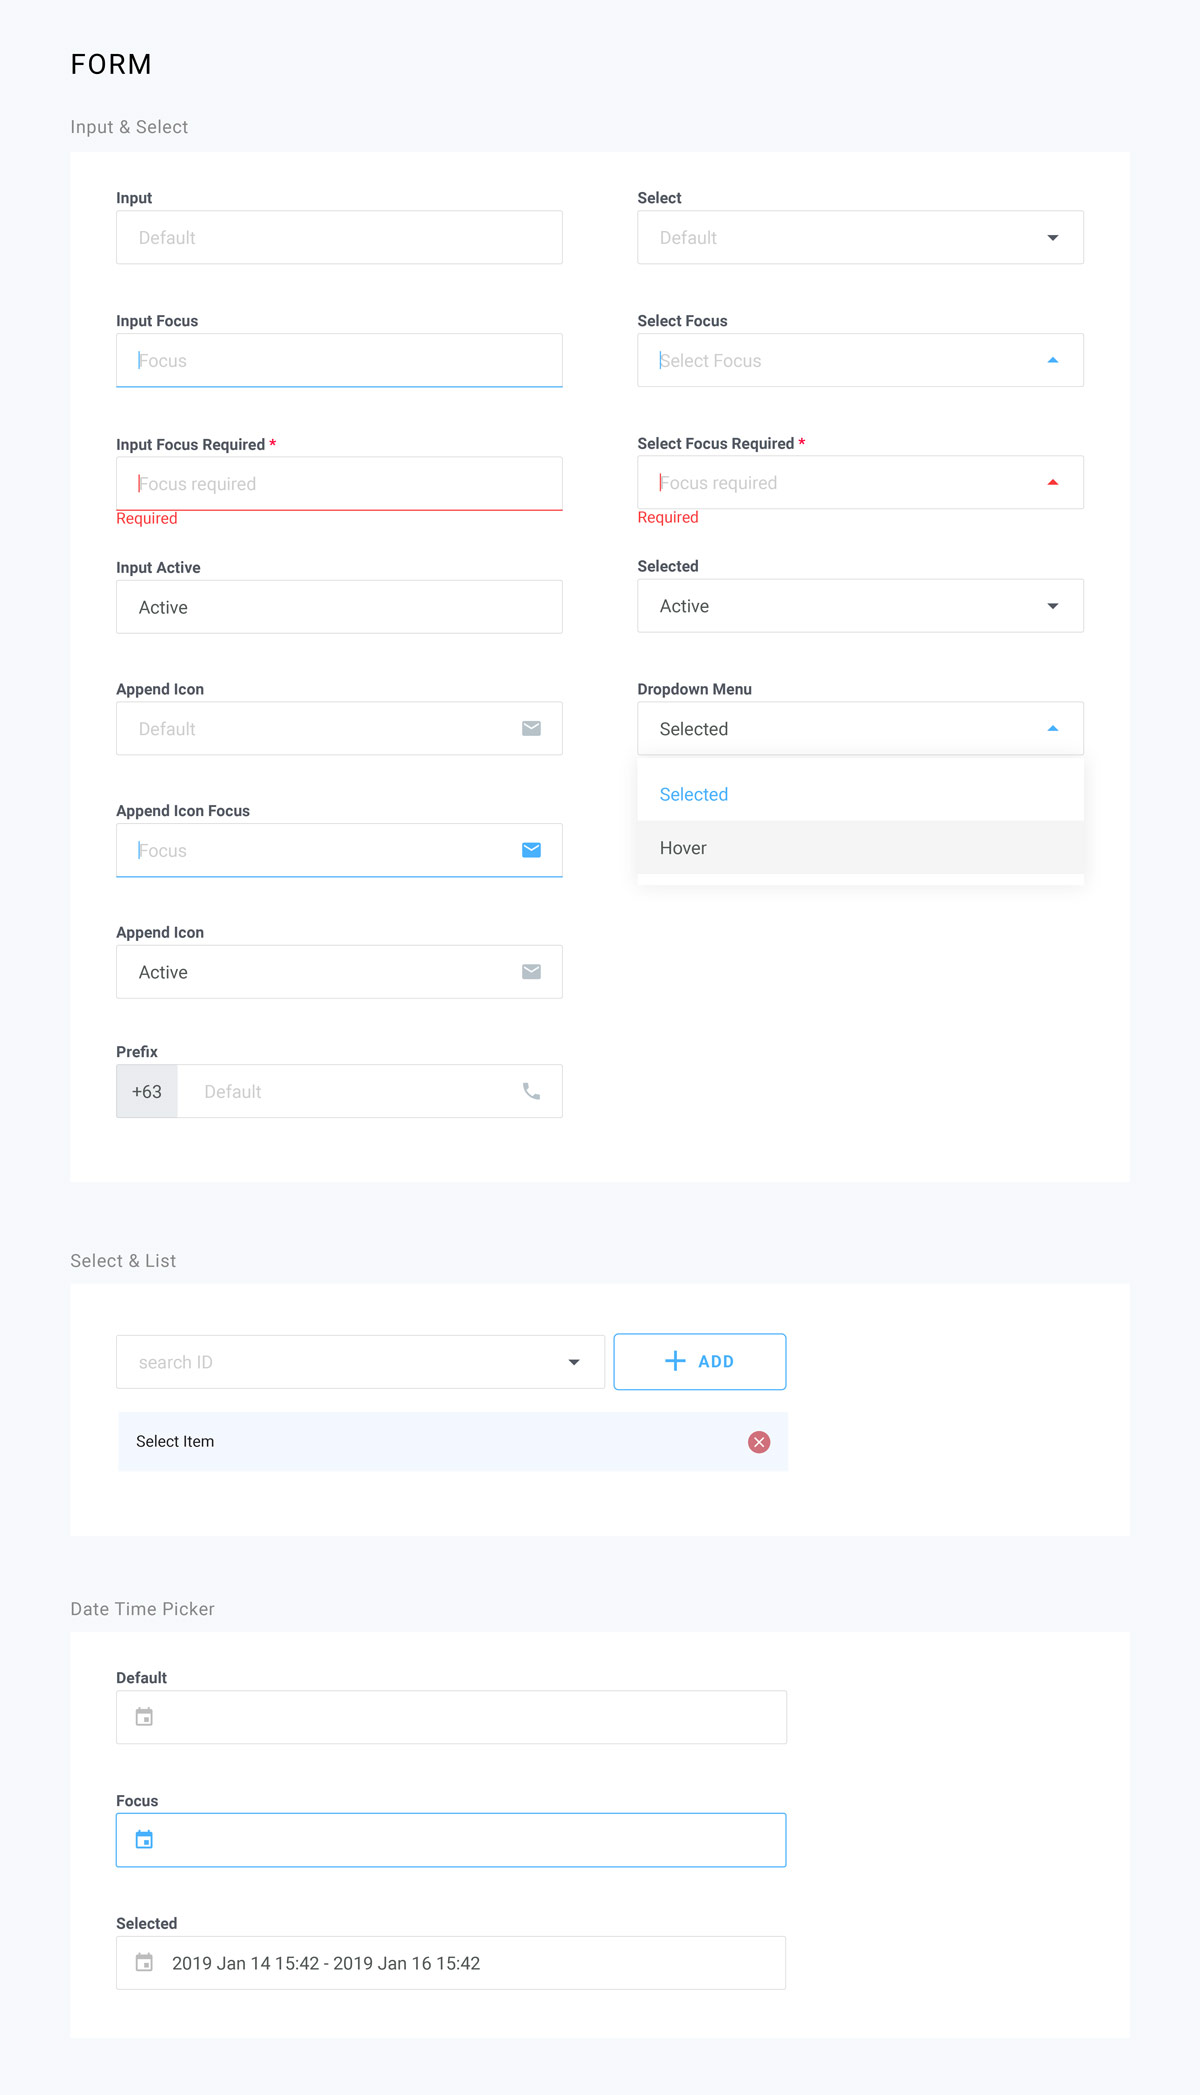 FORM
Input & Select
Input
Default
Input Focus
Focus
Input Focus Required *
Focus required
Required
Input Active
Active
Append Icon
Default
Append Icon Focus
Focus
Append Icon
Active
Prefix
+63 Default
Select
Default
Select Focus
Select Focus
Select Focus Required *
Focus required
Required
Selected
Active
Dropdown Menu
Selected
Selected
Hover
Select & List
search ID
ADD
Select Item
Date Time Picker
Default
Focus
Selected
2019 Jan 14 15:42 - 2019 Jan 16 15:42